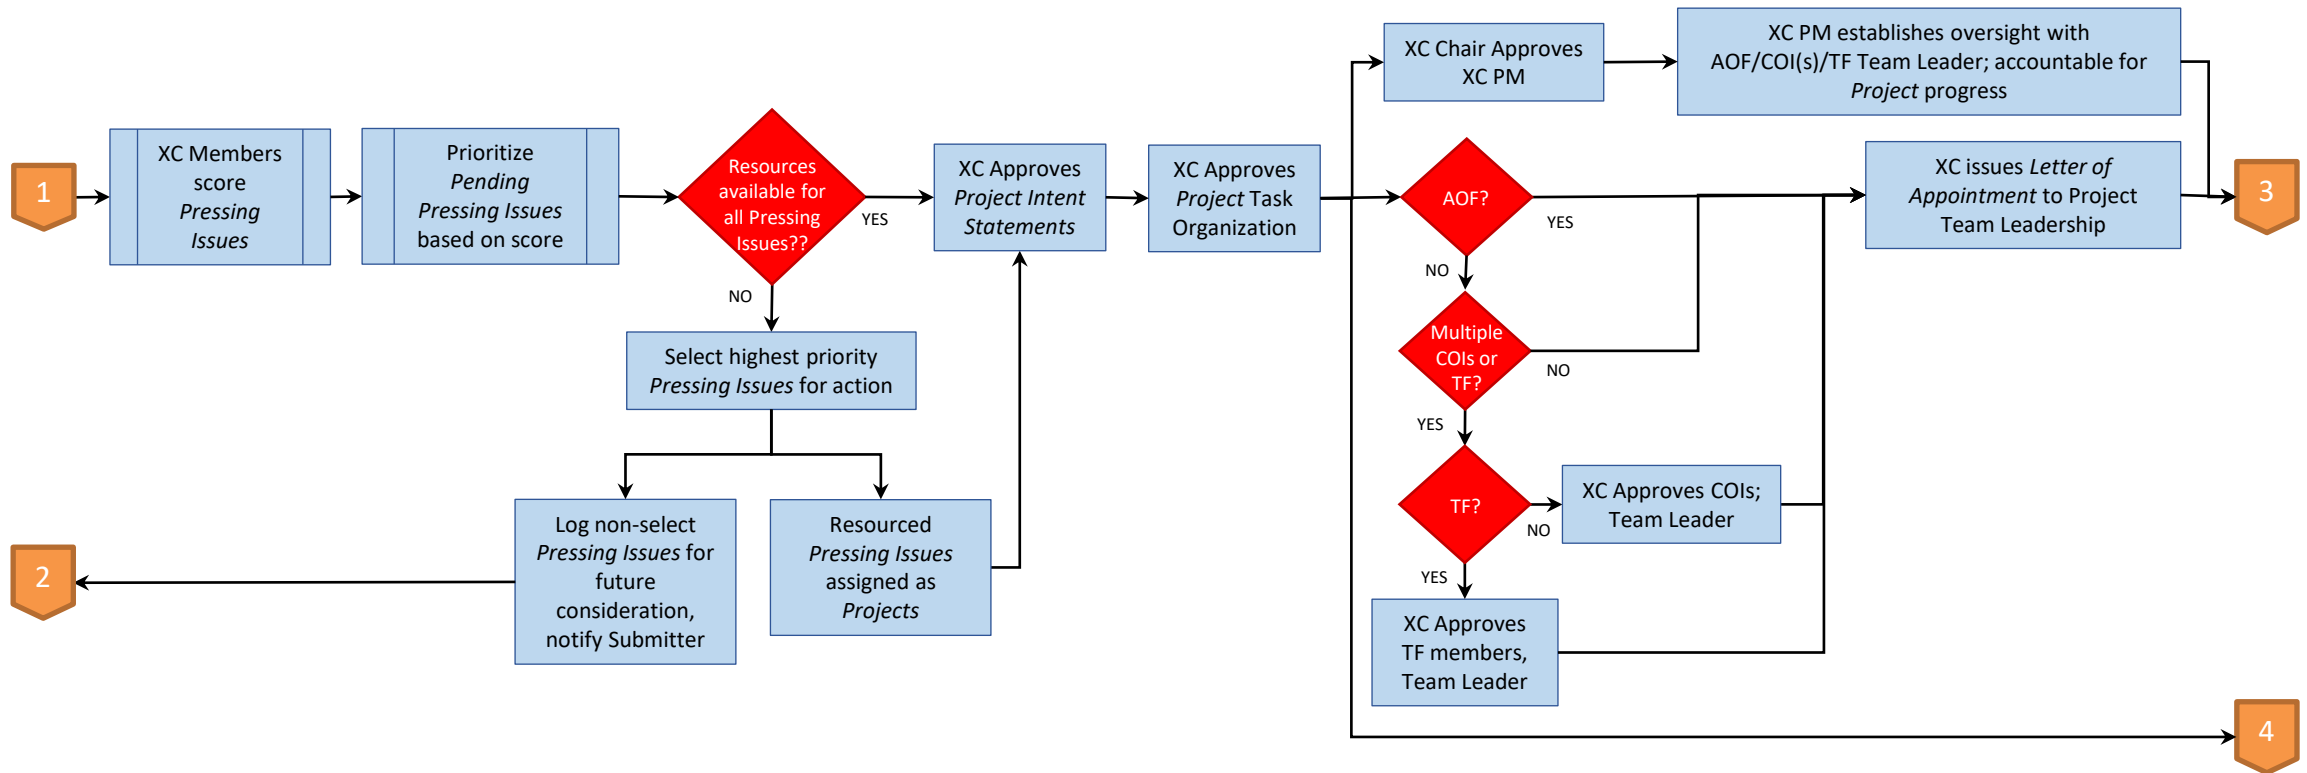 1
XC Members
score
Pressing
Issues
Prioritize
Pending
Pressing Issues
based on score
Resources
available for
all Pressing
Issues??
YES
NO
XC Approves
Project Intent
Statements
XC Approves
Project Task
Organization
Select highest priority
Pressing Issues for action
Log non-select
Pressing Issues for
future
consideration,
notify Submitter
Resourced
Pressing Issues
assigned as
Projects
2
XC Chair Approves
XC PM
XC PM establishes oversight with
AOF/COI(s)/TF Team Leader; accountable for
Project progress
AOF?
YES
NO
Multiple
COIs or
TF?
NO
YES
TF?
NO
YES
XC Approves COIs;
Team Leader
XC Approves
TF members,
Team Leader
XC issues Letter of
Appointment to Project
Team Leadership
3
4